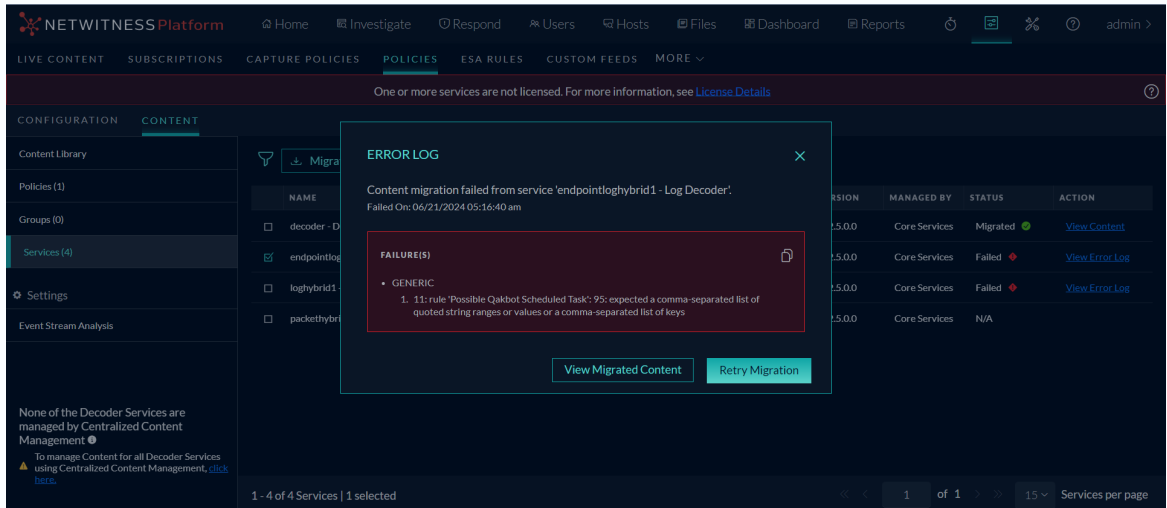 NETWITNESS Platform
Home Investigate Respond Users Hosts Files Dashboard Reports admin >
LIVE CONTENT SUBSCRIPTIONS CAPTURE POLICIES POLICIES ESA RULES CUSTOM FEEDS MORE
One or more services are not licensed. For more information, see License Details
CONFIGURATION CONTENT
Content Library
Policies (1)
Groups (0)
Services (4)
Settings
Event Stream Analysis
None of the Decoder Services are
managed by Centralized Content
Management
To manage Content for all Decoder Services
using Centralized Content Management, click
here.
NAME MANAGED BY STATUS ACTION
decoder - D 5.0.0 Core Services Migrated View Content
endpointlog 5.0.0 Core Services Failed View Error Log
loghybrid1 - 5.0.0 Core Services Failed View Error Log
packethybri 5.0.0 Core Services N/A
ERROR LOG
Content migration failed from service 'endpointloghybrid1 - Log Decoder'.
Failed On: 06/21/2024 05:16:40 am
FAILURE(S)
• GENERIC
1. 11: rule 'Possible Qakbot Scheduled Task': 95: expected a comma-separated list of
quoted string ranges or values or a comma-separated list of keys
View Migrated Content Retry Migration
1 - 4 of 4 Services | 1 selected
<< < 1 of 1 > >> 15 Services per page